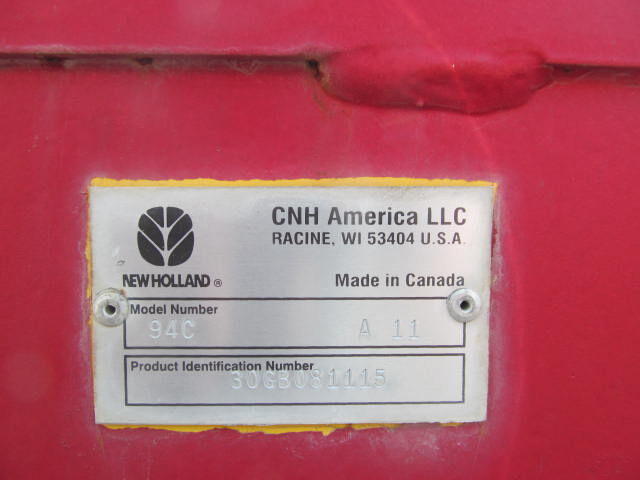 CNH America LLC
RACINE, WI 53404 U.S.A.
NEW HOLLAND ®
Made in Canada
Model Number
94C A 11
Product Identification Number
30GB081115